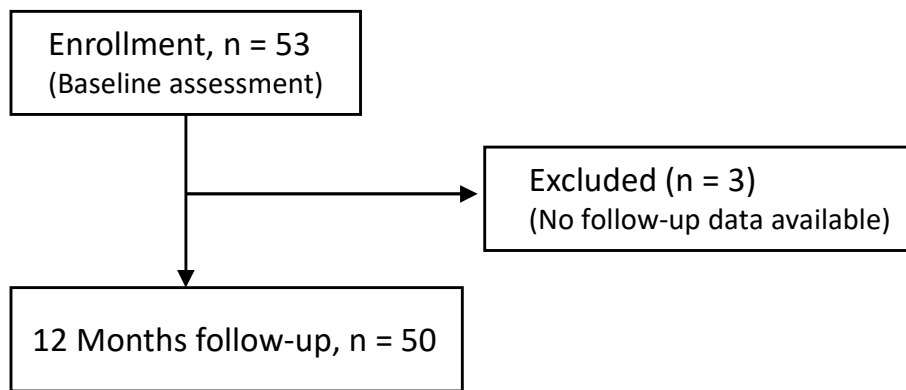 Enrollment, n = 53
(Baseline assessment)
Excluded (n = 3)
(No follow-up data available)
12 Months follow-up, n = 50